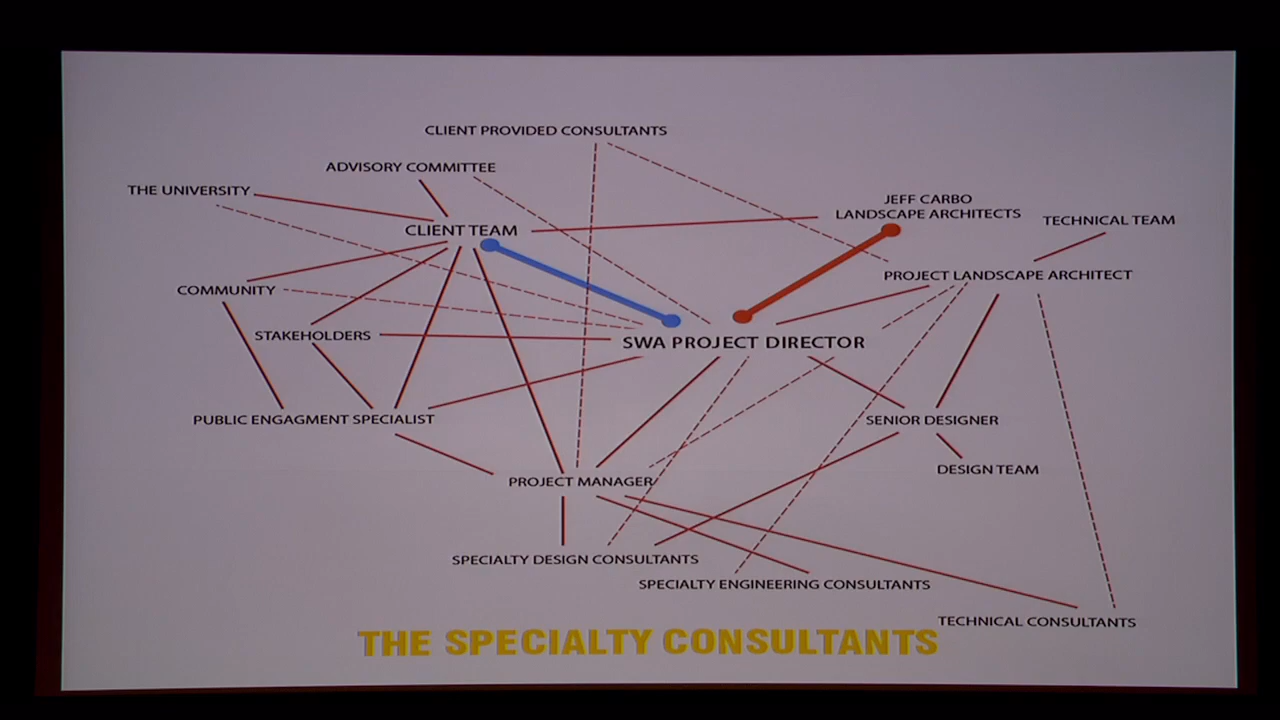 CLIENT PROVIDED CONSULTANTS
ADVISORY COMMITTEE
THE UNIVERSITY
JEFF CARBO
LANDSCAPE ARCHITECTS
TECHNICAL TEAM
CLIENT TEAM
PROJECT LANDSCAPE ARCHITECT
COMMUNITY
STAKEHOLDERS
SWA PROJECT DIRECTOR
PUBLIC ENGAGMENT SPECIALIST
SENIOR DESIGNER
DESIGN TEAM
PROJECT MANAGER
SPECIALTY DESIGN CONSULTANTS
SPECIALTY ENGINEERING CONSULTANTS
TECHNICAL CONSULTANTS
THE SPECIALTY CONSULTANTS